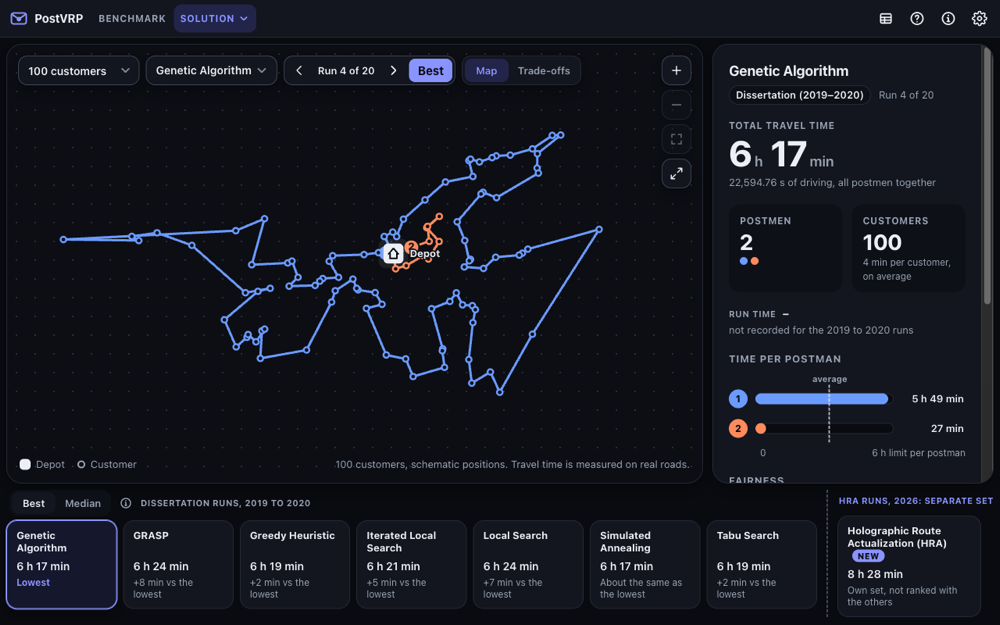 PostVRP
BENCHMARK
SOLUTION
100 customers
Genetic Algorithm
Run 4 of 20
Best
Map
Trade-offs
2
Depot
Depot
Customer
100 customers, schematic positions. Travel time is measured on real roads.
Genetic Algorithm
Dissertation (2019–2020)
Run 4 of 20
TOTAL TRAVEL TIME
6 h 17 min
22,594.76 s of driving, all postmen together
POSTMEN
2
CUSTOMERS
100
4 min per customer,
on average
RUN TIME –
not recorded for the 2019 to 2020 runs
TIME PER POSTMAN
average
1
5 h 49 min
2
27 min
0
6 h limit per postman
FAIRNESS
Best
Median
DISSERTATION RUNS, 2019 TO 2020
HRA RUNS, 2026: SEPARATE SET
Genetic
Algorithm
6 h 17 min
Lowest
GRASP
6 h 24 min
+8 min vs the
lowest
Greedy Heuristic
6 h 19 min
+2 min vs the
lowest
Iterated Local
Search
6 h 21 min
+5 min vs the
lowest
Local Search
6 h 24 min
+7 min vs the
lowest
Simulated
Annealing
6 h 17 min
About the same as
the lowest
Tabu Search
6 h 19 min
+2 min vs the
lowest
Holographic Route
Actualization (HRA)
NEW
8 h 28 min
Own set, not ranked with
the others